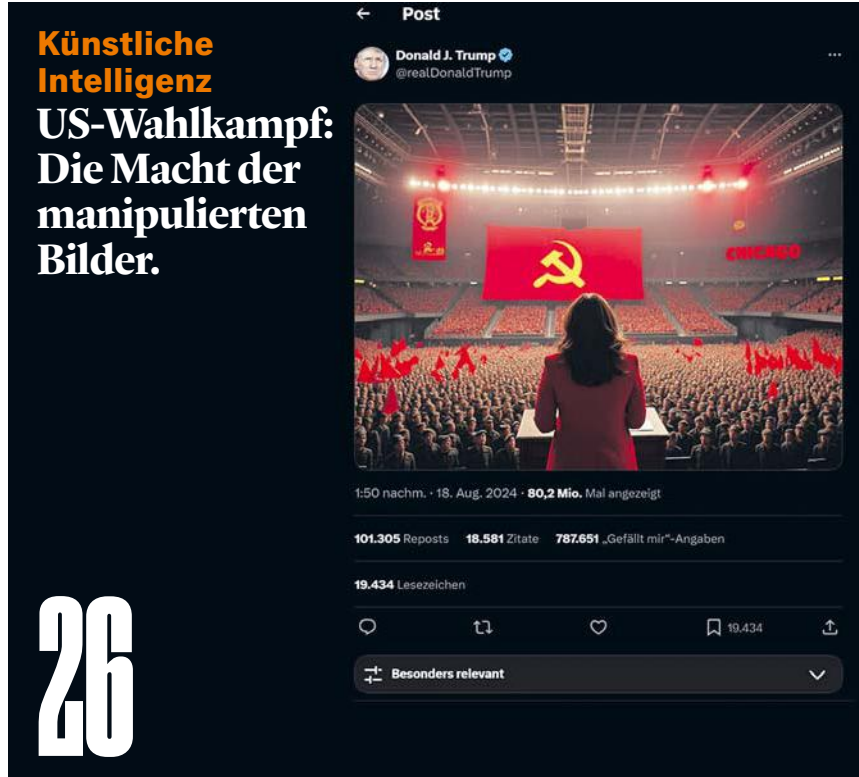 Künstliche
Intelligenz
US-Wahlkampf:
Die Macht der
manipulierten
Bilder.
26
Post
Donald J. Trump
@realDonaldTrump
CHICAGO
1:50 nachm. · 18. Aug. 2024 · 80,2 Mio. Mal angezeigt
101.305 Reposts 18.581 Zitate 787.651 „Gefällt mir“-Angaben
19.434 Lesezeichen
19.434
Besonders relevant